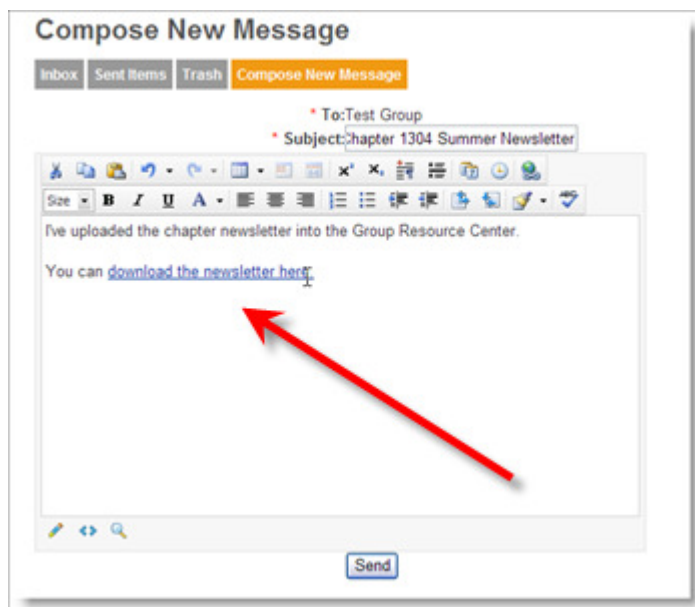 Compose New Message
Inbox Sent Items Trash Compose New Message
* To:Test Group
* Subject:Chapter 1304 Summer Newsletter
Size B I U A
I've uploaded the chapter newsletter into the Group Resource Center.
You can download the newsletter here.
Send